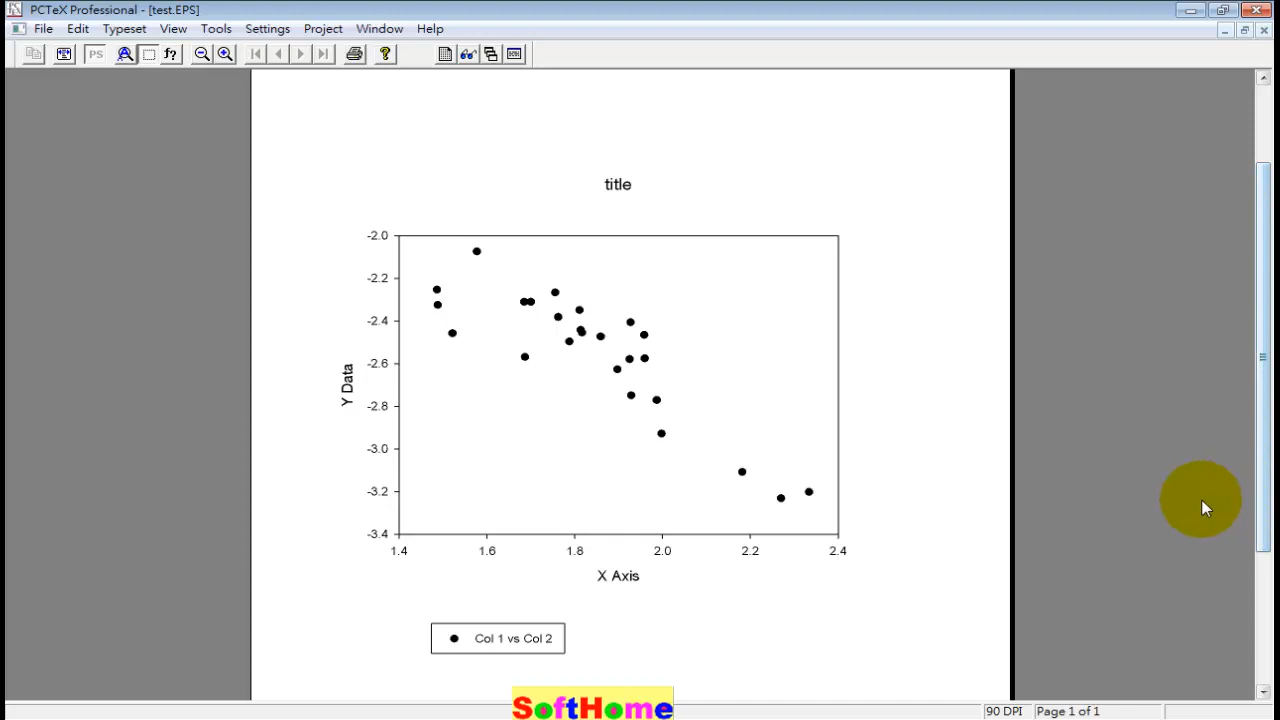 PCTeX Professional - [test.EPS]
File Edit Typeset View Tools Settings Project Window Help
PS f? ?
title
-2.0
-2.2
-2.4
-2.6
-2.8
-3.0
-3.2
-3.4
Y Data
1.4 1.6 1.8 2.0 2.2 2.4
X Axis
Col 1 vs Col 2
SoftHome
90 DPI Page 1 of 1